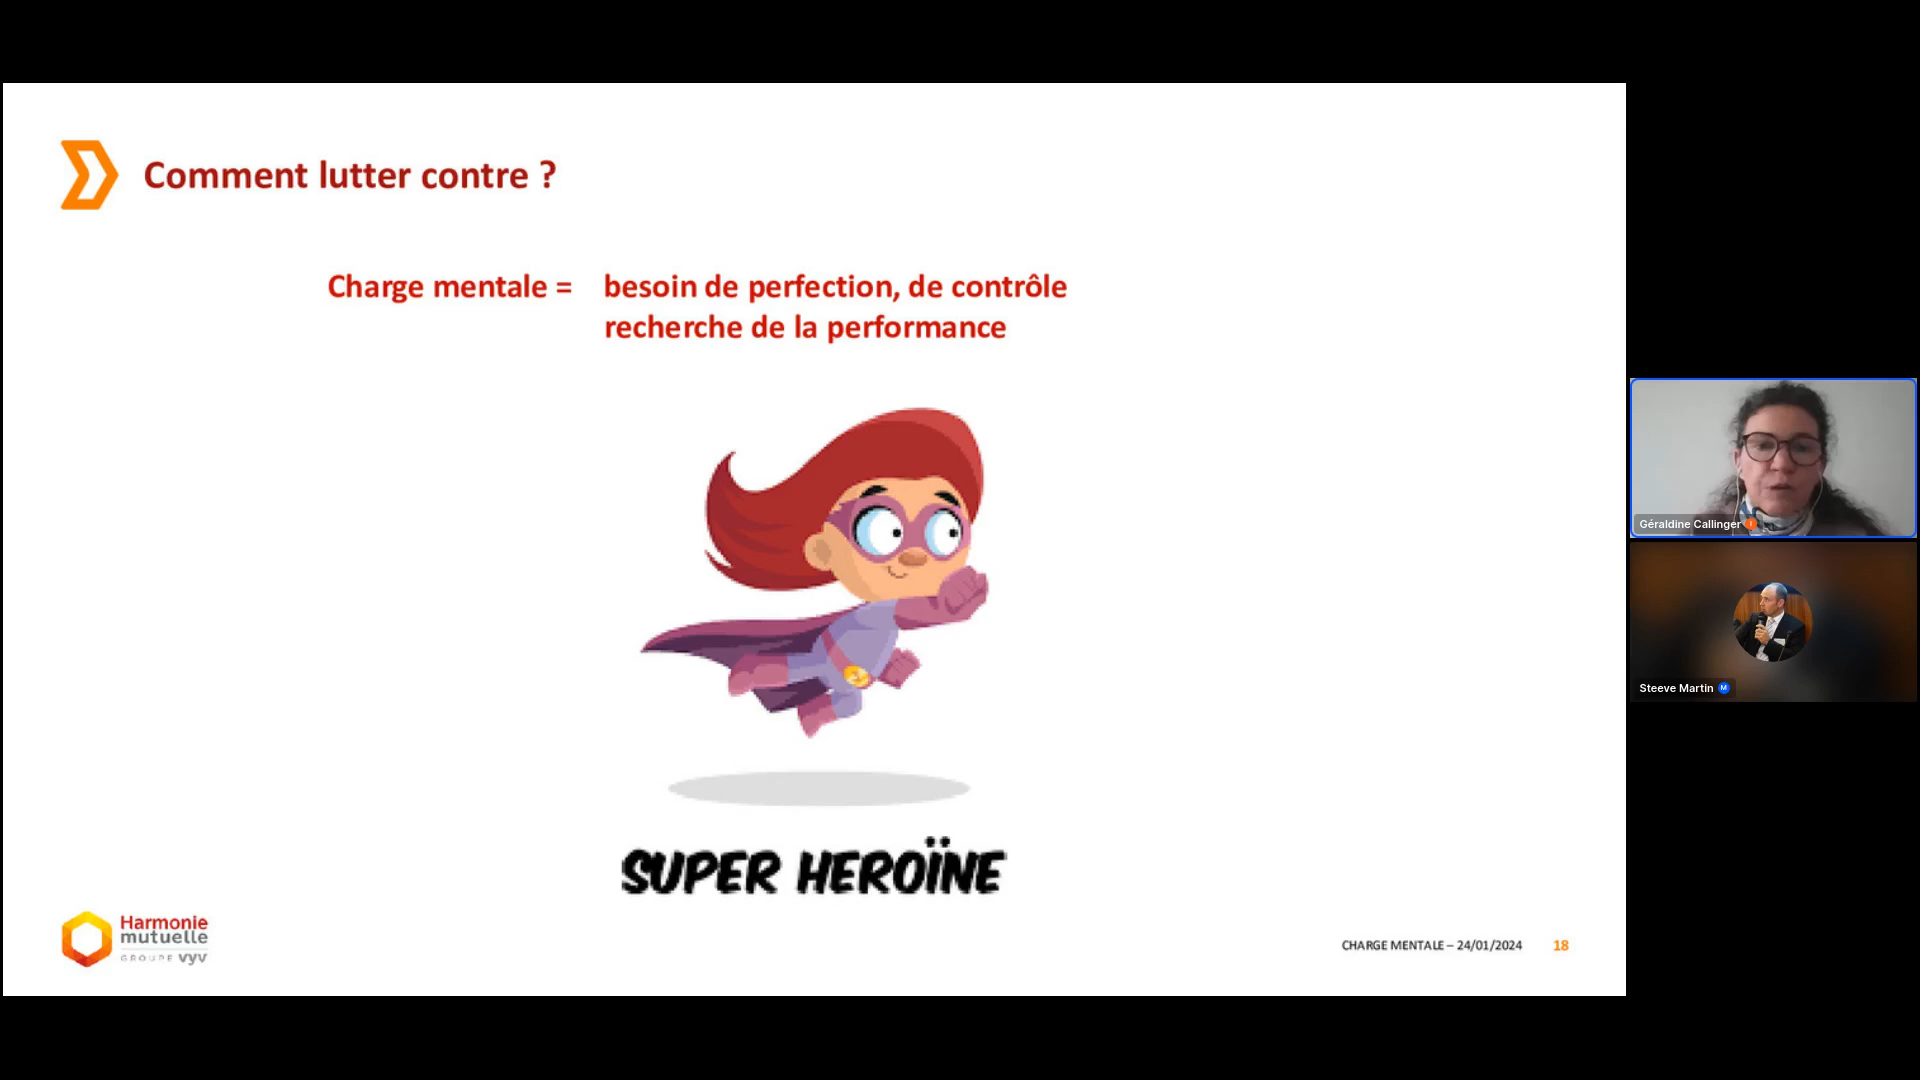 Comment lutter contre ?
Charge mentale = besoin de perfection, de contrôle
recherche de la performance
SUPER HEROÏNE
Harmonie
mutuelle
GROUPE vyv
CHARGE MENTALE – 24/01/2024 18
Géraldine Callinger
Steeve Martin M